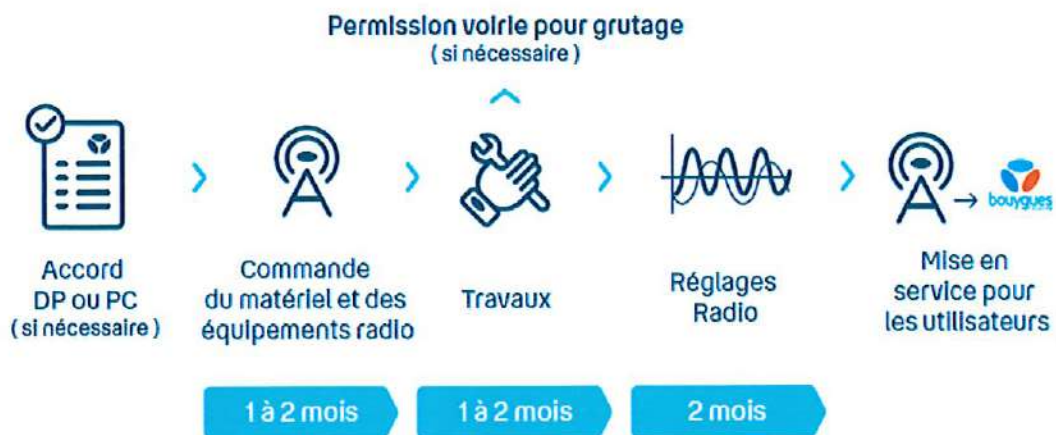 Permission voirie pour grutage
( si nécessaire )
Accord
DP ou PC
( si nécessaire )
Commande
du matériel et des
équipements radio
Travaux
Réglages
Radio
bouygues
Mise en
service pour
les utilisateurs
1 à 2 mois
1 à 2 mois
2 mois